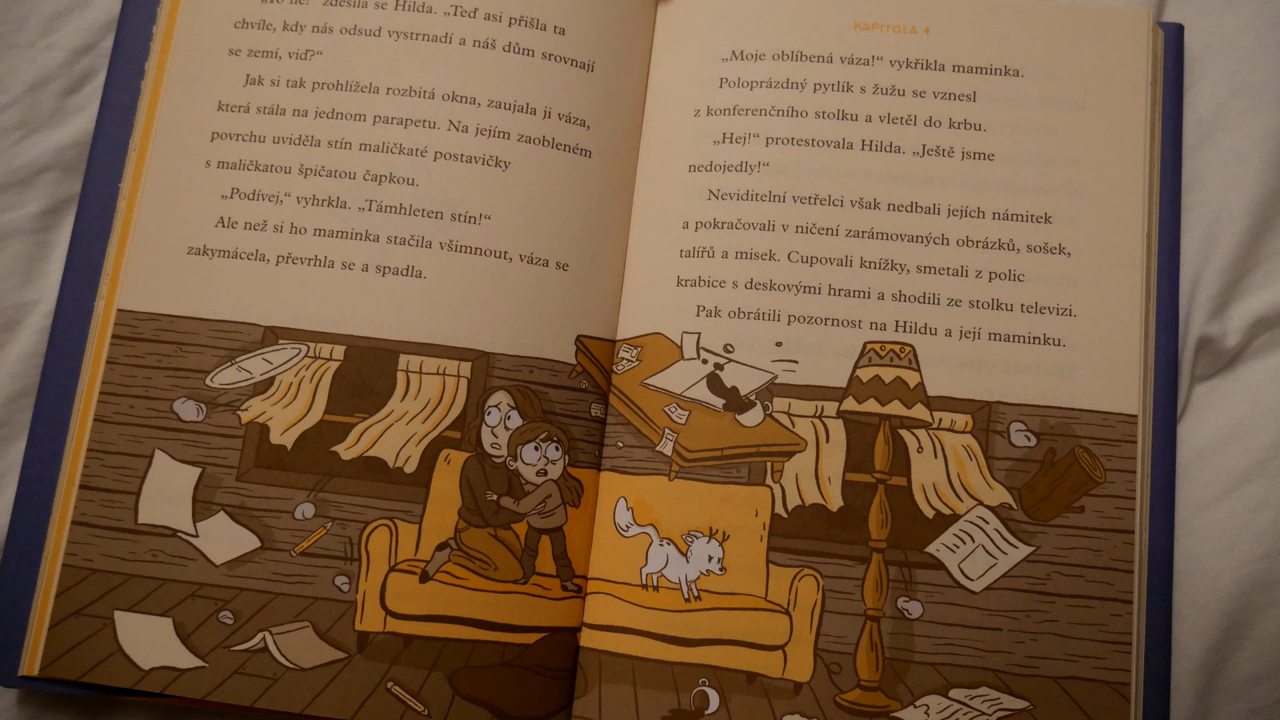 „To ne!“ zděsila se Hilda. „Teď asi přišla ta
chvíle, kdy nás odsud vystrnadí a náš dům srovnají
se zemí, viď?“
Jak si tak prohlížela rozbitá okna, zaujala ji váza,
která stála na jednom parapetu. Na jejím zaobleném
povrchu uviděla stín maličkaté postavičky
s maličkatou špičatou čapkou.
„Podívej,“ vyhrkla. „Támhleten stín!“
Ale než si ho maminka stačila všimnout, váza se
zakymácela, převrhla se a spadla.
KAPITOLA 4
„Moje oblíbená váza!“ vykřikla maminka.
Poloprázdný pytlík s žužu se vznesl
z konferenčního stolku a vletěl do krbu.
„Hej!“ protestovala Hilda. „Ještě jsme
nedojedly!“
Neviditelní vetřelci však nedbali jejích námitek
a pokračovali v ničení zarámovaných obrázků, sošek,
talířů a misek. Cupovali knížky, smetali z polic
krabice s deskovými hrami a shodili ze stolku televizi.
Pak obrátili pozornost na Hildu a její maminku.